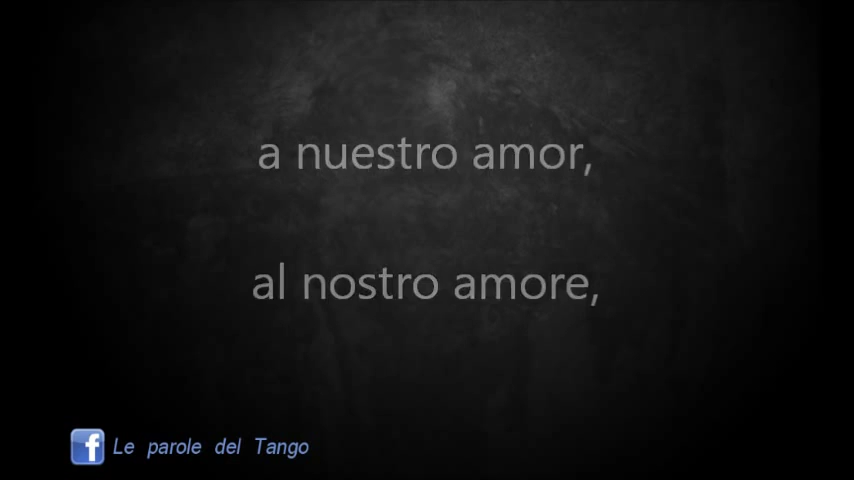 a nuestro amor,
al nostro amore,
Le parole del Tango